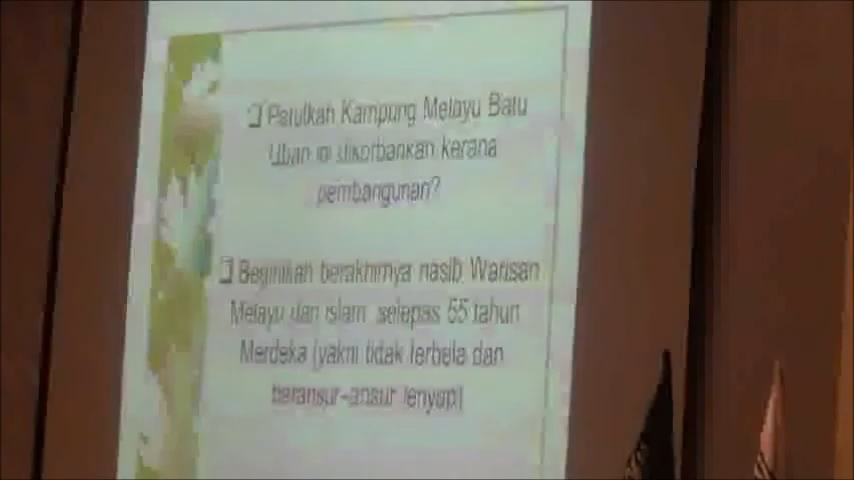 ❑ Patutkah Kampung Melayu Batu
Uban ini dikorbankan kerana
pembangunan?
❑ Beginikah berakhirnya nasib Warisan
Melayu dan Islam selepas 55 tahun
Merdeka (yakni tidak terbela dan
beransur-ansur lenyap)